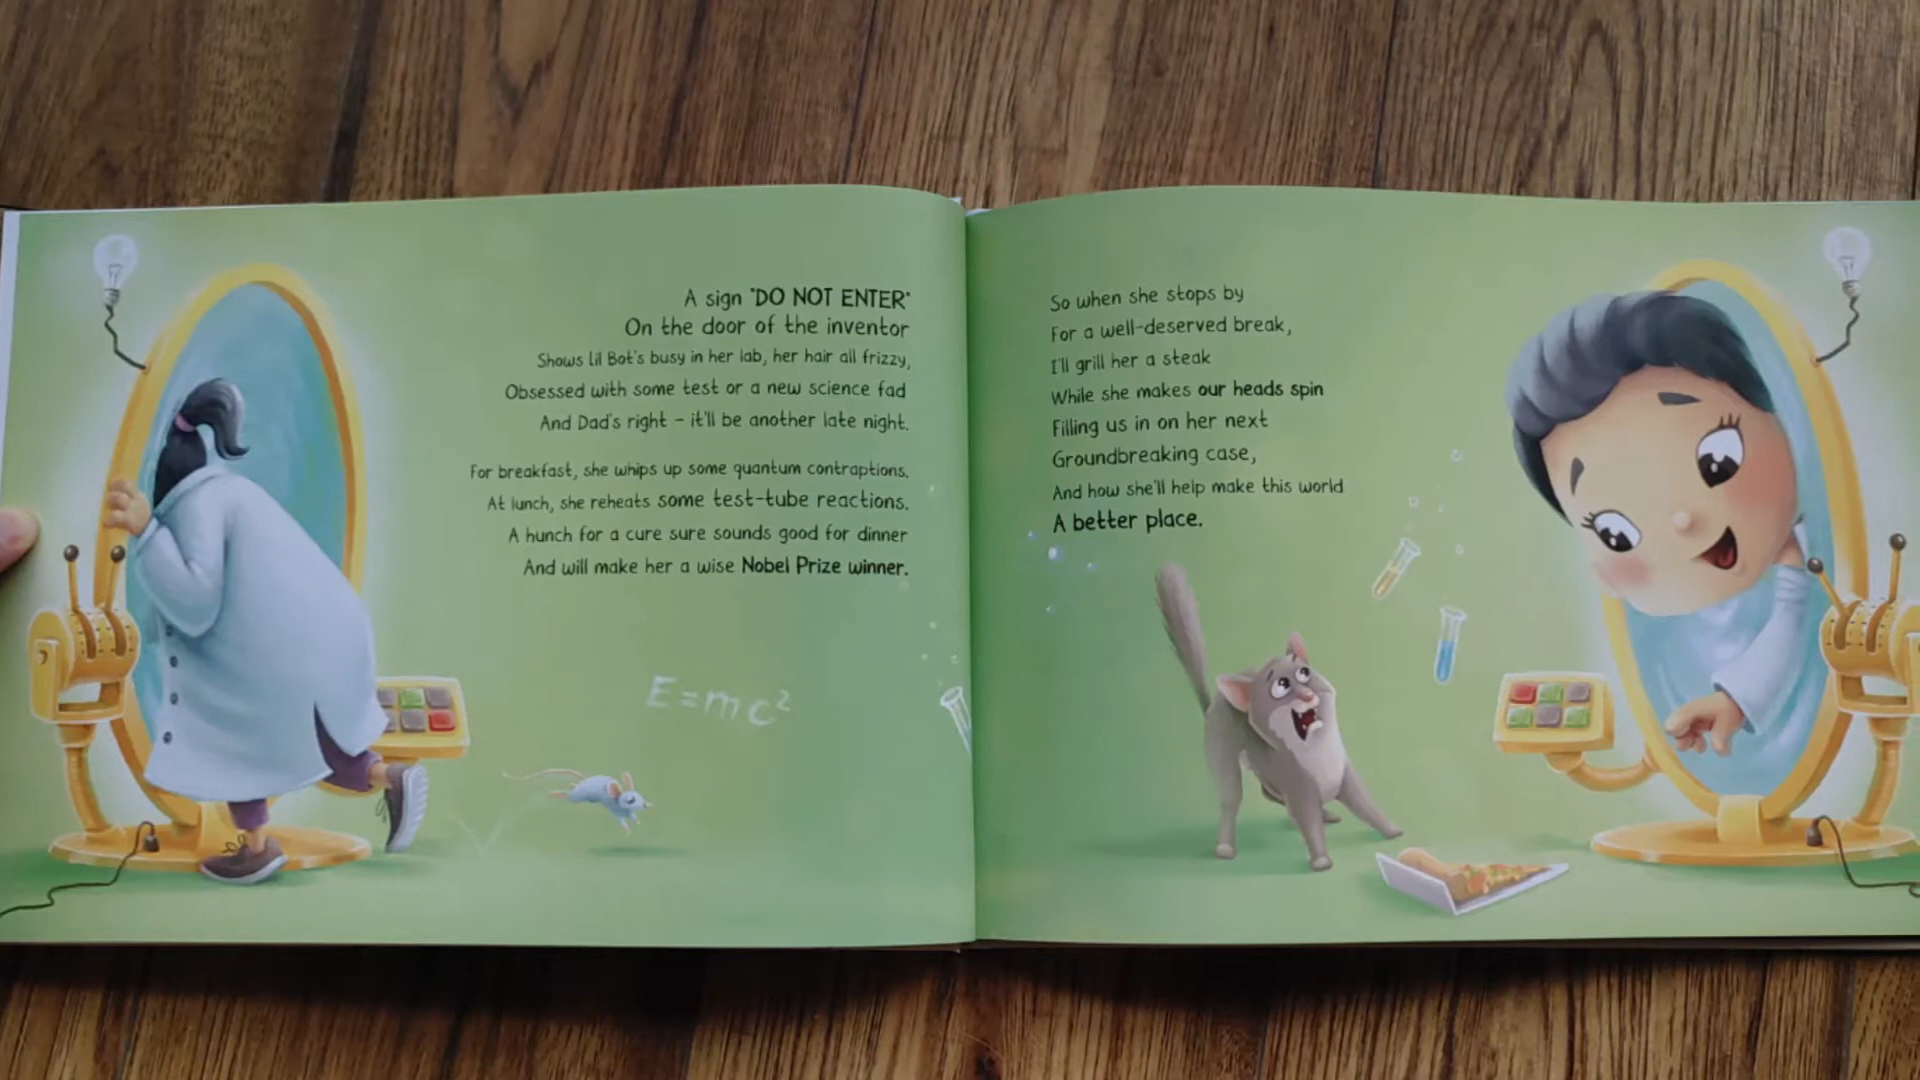 A sign "DO NOT ENTER"
On the door of the inventor
Shows Lil Bot's busy in her lab, her hair all frizzy,
Obsessed with some test or a new science fad
And Dad's right – it'll be another late night.
For breakfast, she whips up some quantum contraptions.
At lunch, she reheats some test-tube reactions.
A hunch for a cure sure sounds good for dinner
And will make her a wise Nobel Prize winner.
E=mc²
So when she stops by
For a well-deserved break,
I'll grill her a steak
While she makes our heads spin
Filling us in on her next
Groundbreaking case,
And how she'll help make this world
A better place.